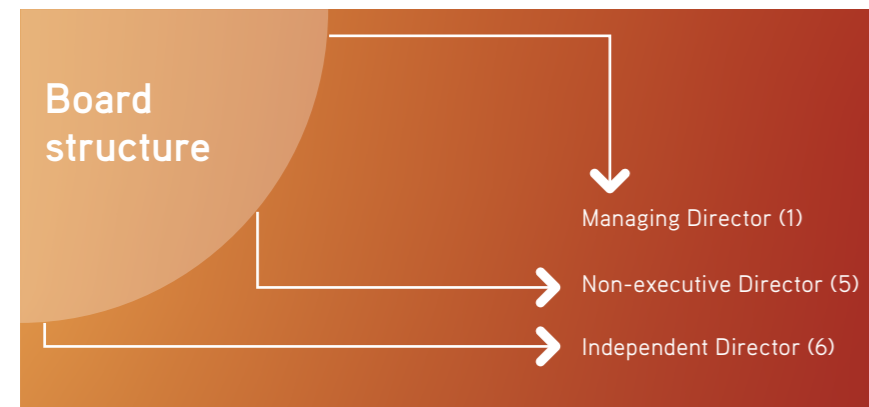 Board
structure
Managing Director (1)
Non-executive Director (5)
Independent Director (6)